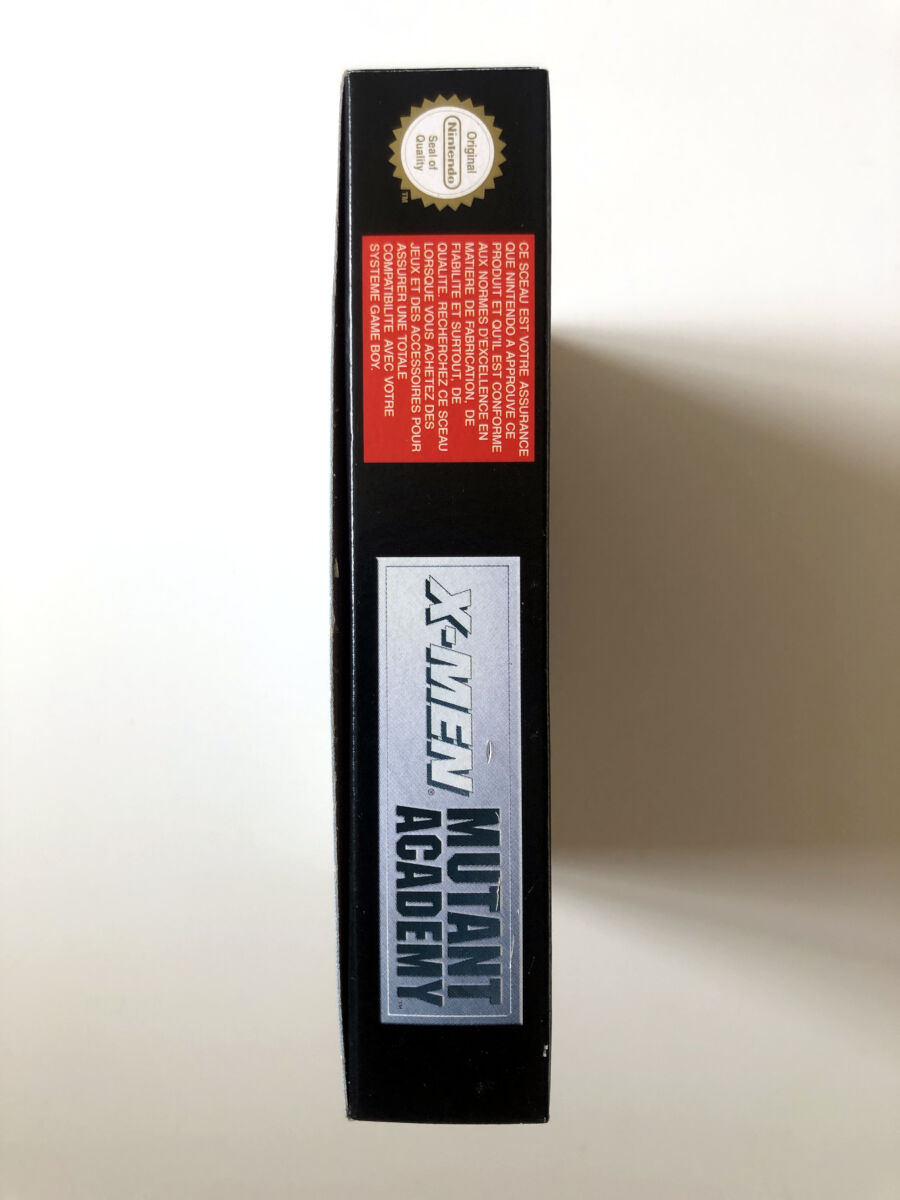 Original
Nintendo
Seal of
Quality
TM
CE SCEAU EST VOTRE ASSURANCE
QUE NINTENDO A APPROUVE CE
PRODUIT ET QU'IL EST CONFORME
AUX NORMES D'EXCELLENCE EN
MATIERE DE FABRICATION, DE
FIABILITE ET SURTOUT, DE
QUALITE. RECHERCHEZ CE SCEAU
LORSQUE VOUS ACHETEZ DES
JEUX ET DES ACCESSOIRES POUR
ASSURER UNE TOTALE
COMPATIBILITE AVEC VOTRE
SYSTEME GAME BOY.
X-MEN®
MUTANT
ACADEMY™